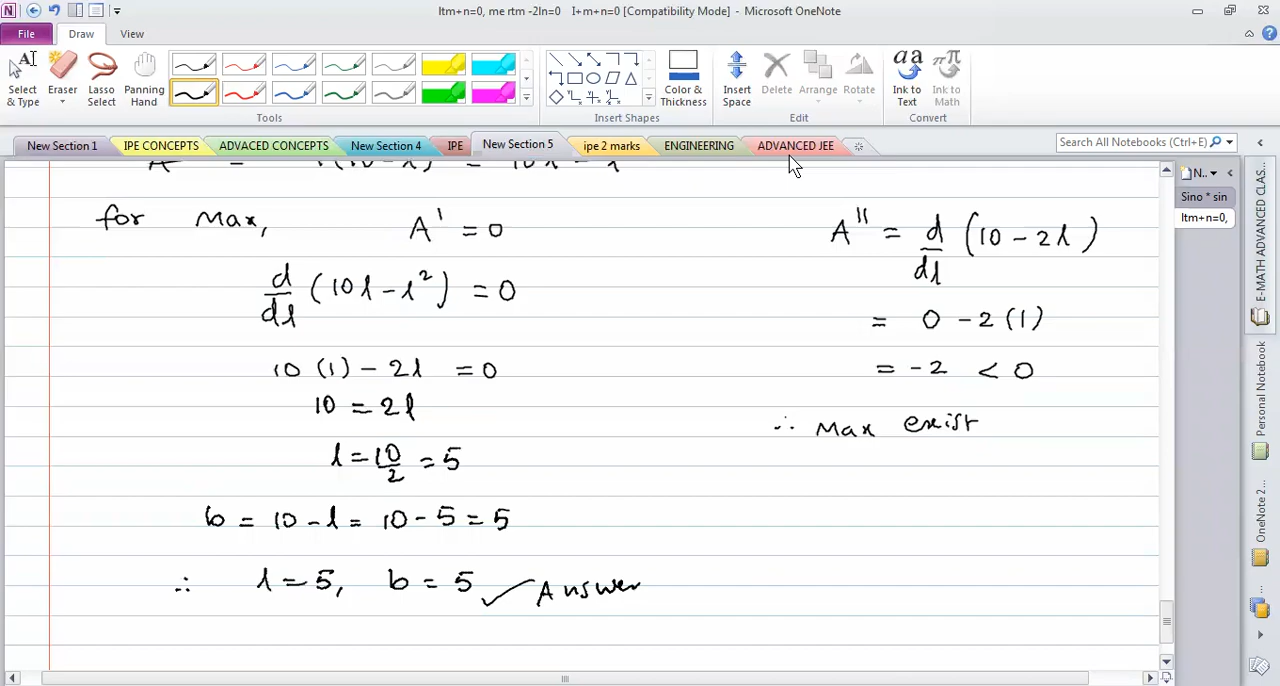 ltm+n=0, me rtm -2ln=0 I+m+n=0 [Compatibility Mode] - Microsoft OneNote
File Draw View
Select & Type
Eraser
Lasso Select
Panning Hand
Color & Thickness
Insert Space
Delete
Arrange
Rotate
Ink to Text
Ink to Math
Tools
Insert Shapes
Edit
Convert
New Section 1
IPE CONCEPTS
ADVACED CONCEPTS
New Section 4
IPE
New Section 5
ipe 2 marks
ENGINEERING
ADVANCED JEE
Search All Notebooks (Ctrl+E)
N..
Sino * sin
ltm+n=0,
E-MATH ADVANCED CLAS...
Personal Notebook
OneNote 2...
for Max, A' = 0
d/dl (10l - l²) = 0
10 (1) - 2l = 0
10 = 2l
l = 10/2 = 5
b = 10 - l = 10 - 5 = 5
∴ l = 5, b = 5 ✓ Answer
A'' = d/dl (10 - 2l)
= 0 - 2 (1)
= -2 < 0
∴ Max exist